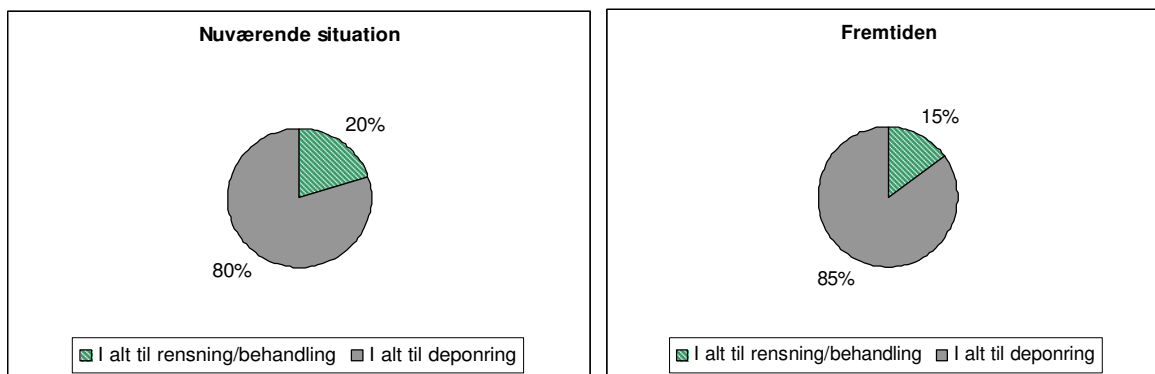 Nuværende situation
20%
80%
I alt til rensning/behandling
I alt til deponring
Fremtiden
15%
85%
I alt til rensning/behandling
I alt til deponring